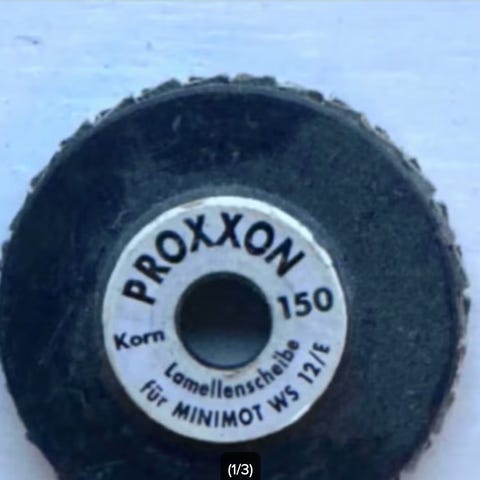 PROXXON
Korn 150
Lamellenscheibe
für MINIMOT WS 12/E
(1/3)